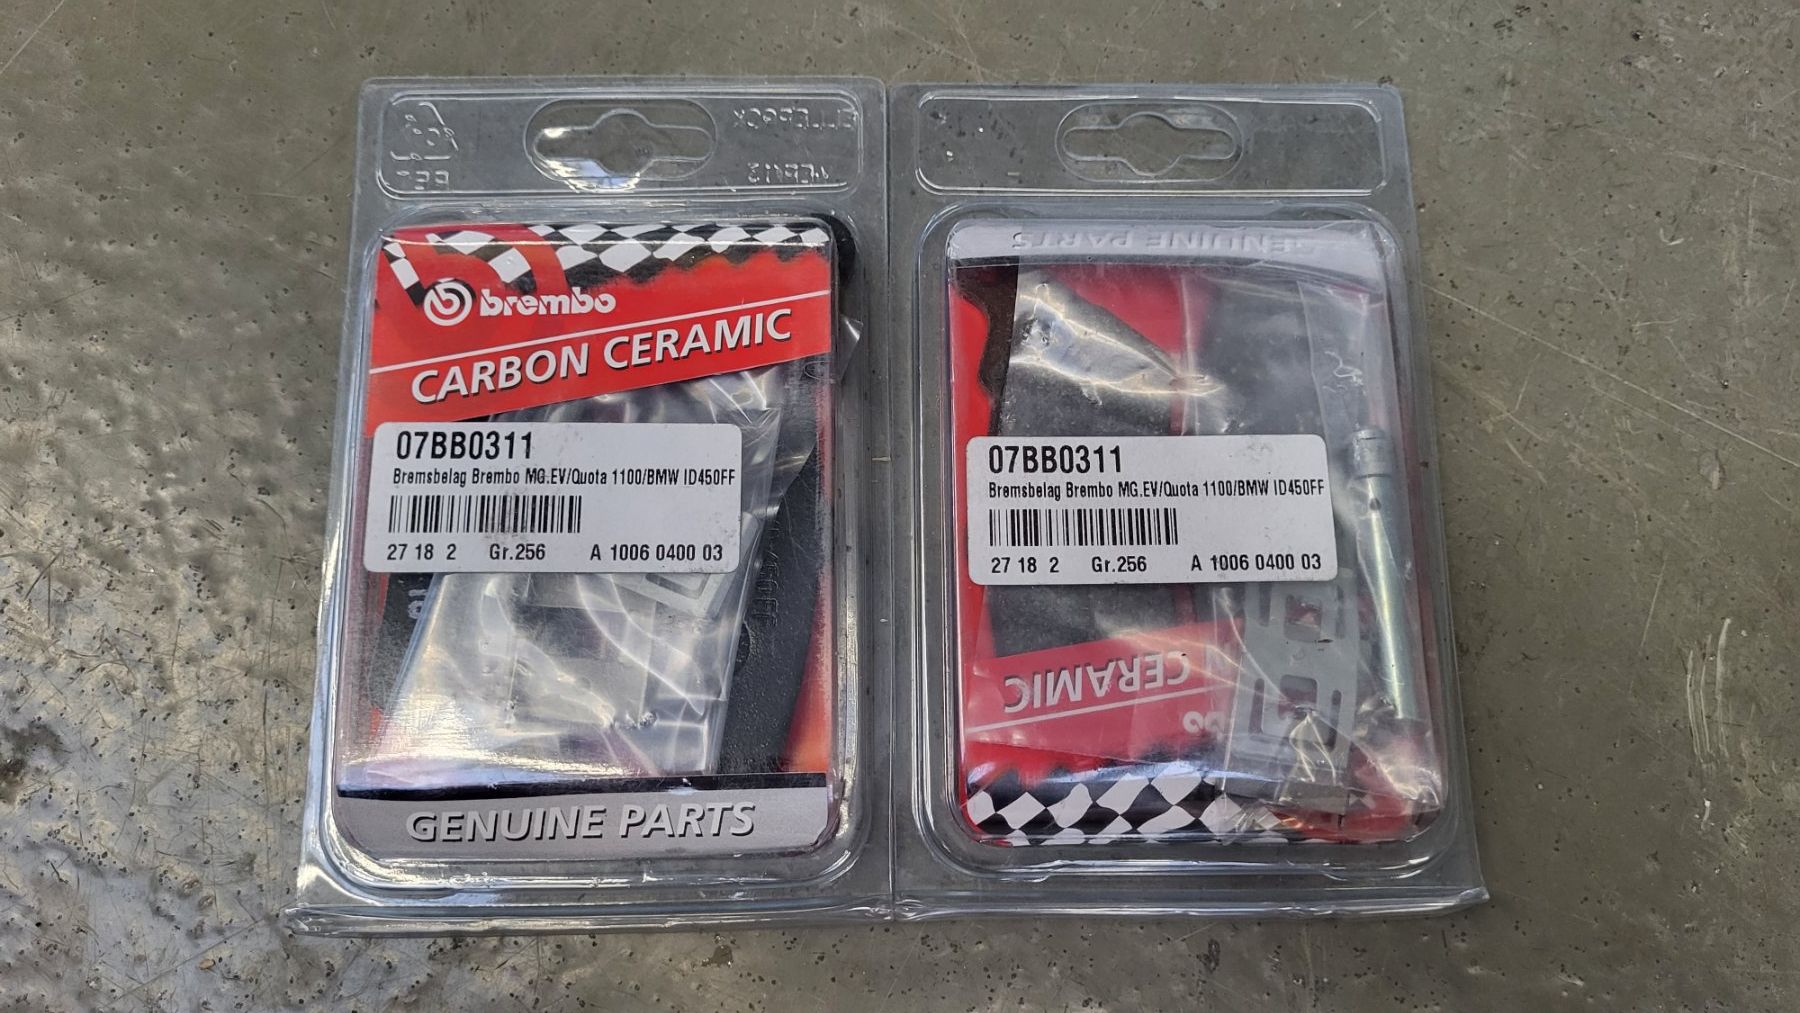 brembo
CARBON CERAMIC
07BB0311
Bremsbelag Brembo MG.EV/Quota 1100/BMW ID450FF
27 18 2 Gr.256 A 1006 0400 03
GENUINE PARTS
GENUINE PARTS
07BB0311
Bremsbelag Brembo MG.EV/Quota 1100/BMW ID450FF
27 18 2 Gr.256 A 1006 0400 03
CERAMIC